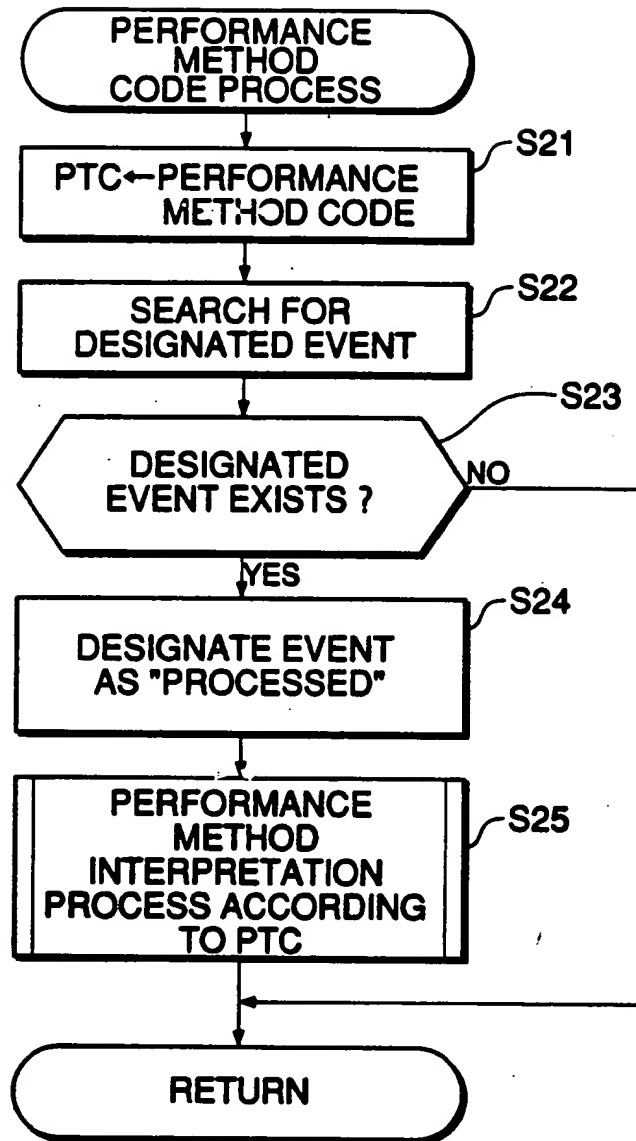 PERFORMANCE
METHOD
CODE PROCESS
S21
PTC←PERFORMANCE
METHOD CODE
S22
SEARCH FOR
DESIGNATED EVENT
S23
DESIGNATED
EVENT EXISTS ?
NO
YES
S24
DESIGNATE EVENT
AS "PROCESSED"
S25
PERFORMANCE
METHOD
INTERPRETATION
PROCESS ACCORDING
TO PTC
RETURN